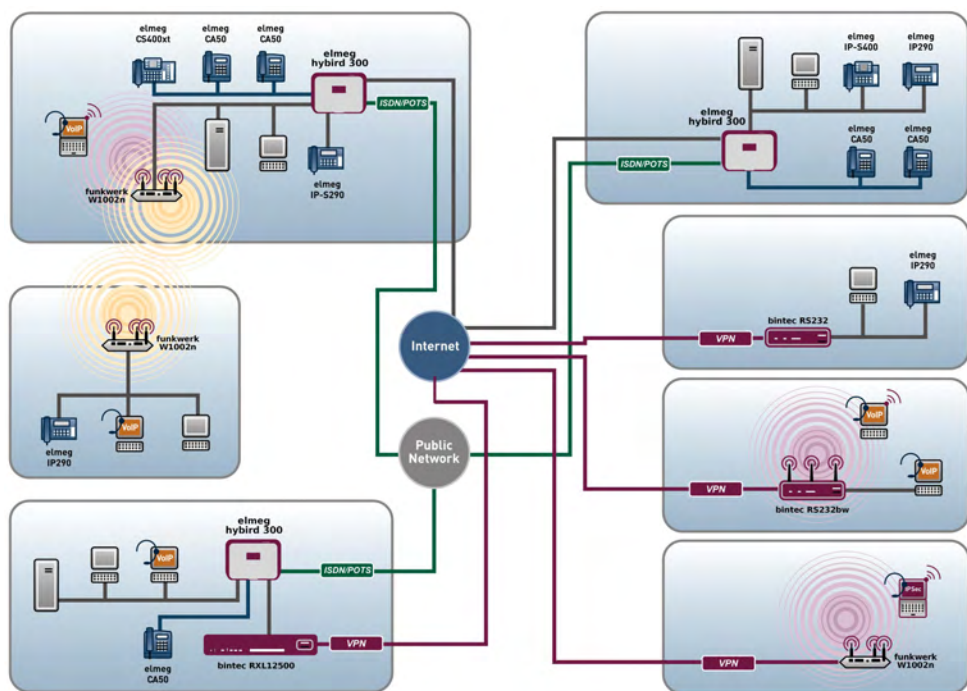 elmeg
CS400xt
elmeg
CA50
elmeg
CA50
elmeg
hybird 300
ISDN/POTS
VoIP
funkwerk
W1002n
elmeg
IP-S290
elmeg
IP-S400
elmeg
IP290
elmeg
hybird 300
ISDN/POTS
elmeg
CA50
elmeg
CA50
funkwerk
W1002n
elmeg
IP290
VoIP
Internet
Public
Network
elmeg
IP290
bintec RS232
VPN
VoIP
VoIP
VPN
bintec RS232bw
elmeg
hybird 300
VoIP
ISDN/POTS
elmeg
CA50
bintec RXL12500
VPN
IPSec
VPN
funkwerk
W1002n